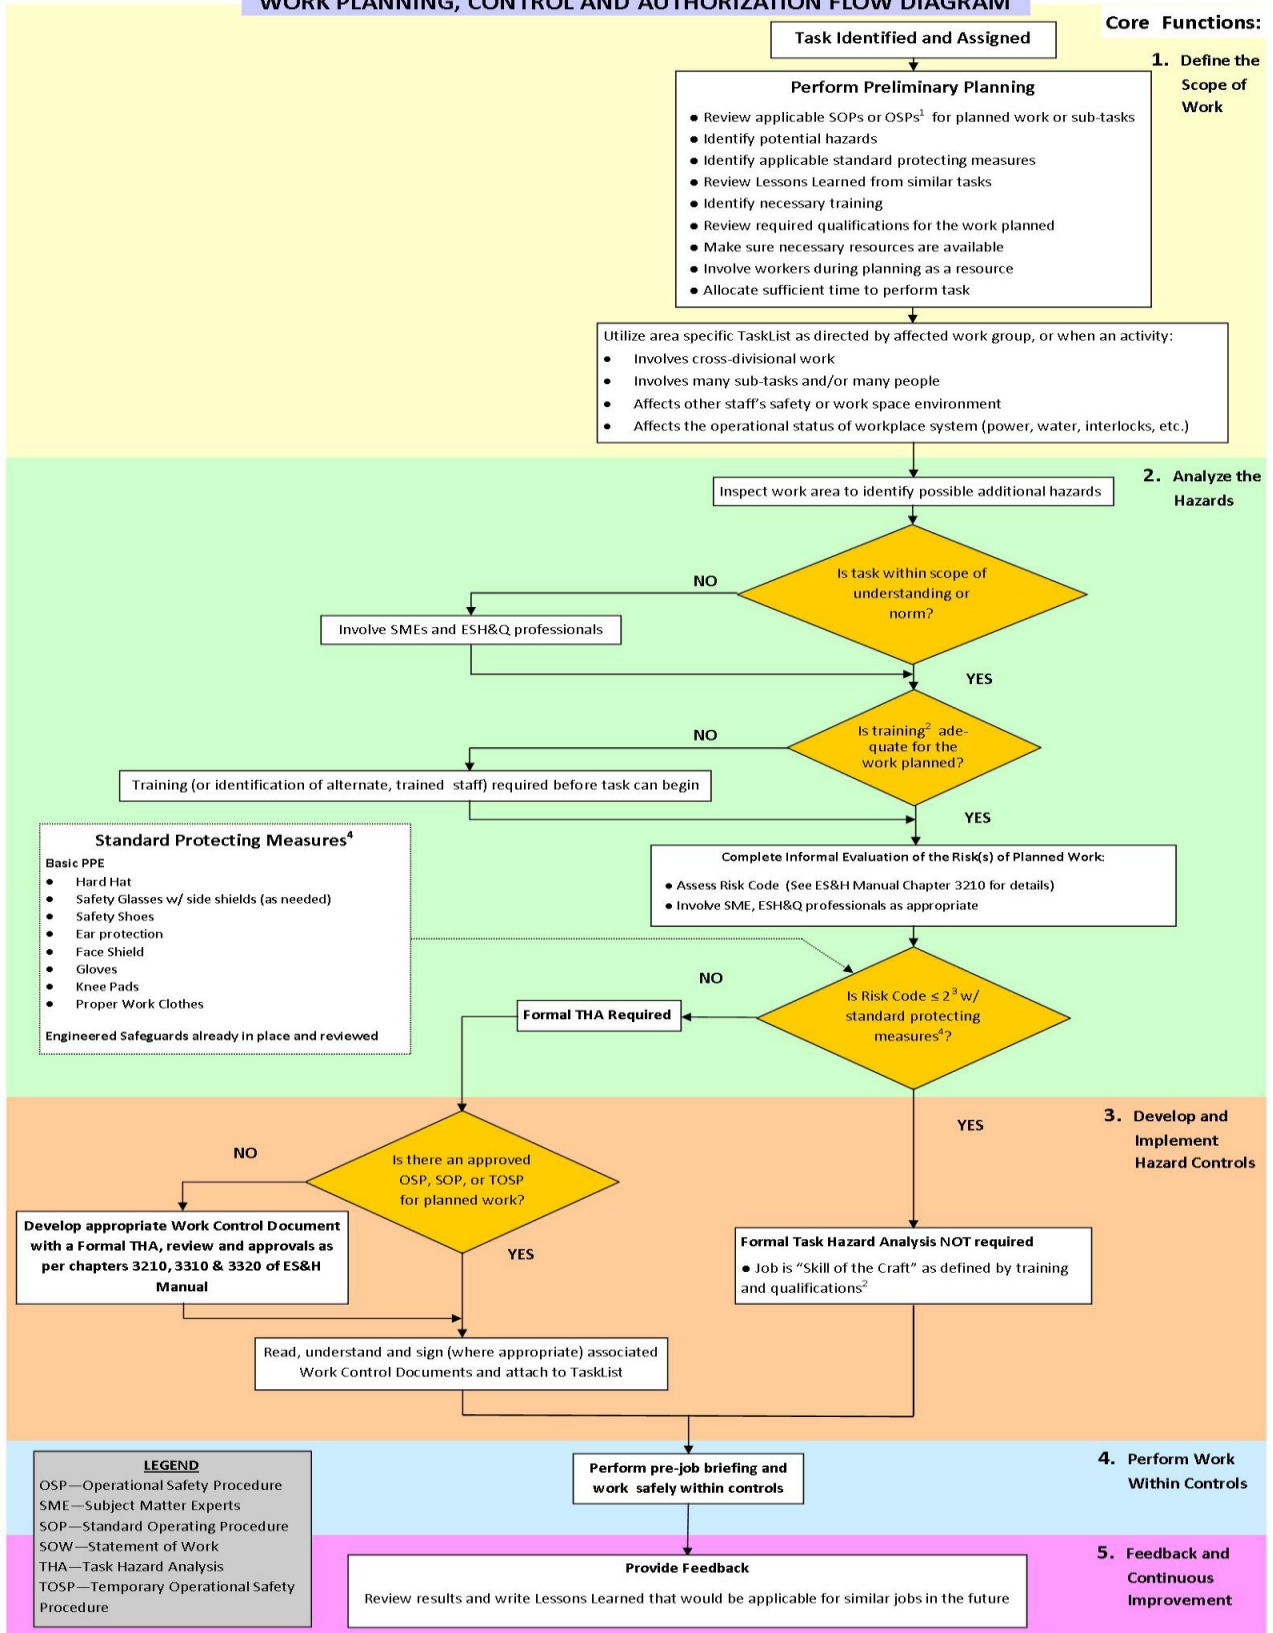 WORK PLANNING, CONTROL AND AUTHORIZATION FLOW DIAGRAM
Core Functions:
Task Identified and Assigned
1. Define the
Scope of
Work
Perform Preliminary Planning
● Review applicable SOPs or OSPs¹ for planned work or sub-tasks
● Identify potential hazards
● Identify applicable standard protecting measures
● Review Lessons Learned from similar tasks
● Identify necessary training
● Review required qualifications for the work planned
● Make sure necessary resources are available
● Involve workers during planning as a resource
● Allocate sufficient time to perform task
Utilize area specific TaskList as directed by affected work group, or when an activity:
● Involves cross-divisional work
● Involves many sub-tasks and/or many people
● Affects other staff's safety or work space environment
● Affects the operational status of workplace system (power, water, interlocks, etc.)
2. Analyze the
Hazards
Inspect work area to identify possible additional hazards
Is task within scope of
understanding or
norm?
NO
Involve SMEs and ESH&Q professionals
YES
Is training² ade-
quate for the
work planned?
NO
Training (or identification of alternate, trained staff) required before task can begin
YES
Standard Protecting Measures⁴
Basic PPE
● Hard Hat
● Safety Glasses w/ side shields (as needed)
● Safety Shoes
● Ear protection
● Face Shield
● Gloves
● Knee Pads
● Proper Work Clothes
Engineered Safeguards already in place and reviewed
Complete Informal Evaluation of the Risk(s) of Planned Work:
● Assess Risk Code (See ES&H Manual Chapter 3210 for details)
● Involve SME, ESH&Q professionals as appropriate
Is Risk Code ≤ 2³ w/
standard protecting
measures⁴?
NO
Formal THA Required
YES
3. Develop and
Implement
Hazard Controls
Is there an approved
OSP, SOP, or TOSP
for planned work?
NO
Develop appropriate Work Control Document
with a Formal THA, review and approvals as
per chapters 3210, 3310 & 3320 of ES&H
Manual
YES
Formal Task Hazard Analysis NOT required
● Job is "Skill of the Craft" as defined by training
and qualifications²
Read, understand and sign (where appropriate) associated
Work Control Documents and attach to TaskList
4. Perform Work
Within Controls
Perform pre-job briefing and
work safely within controls
LEGEND
OSP—Operational Safety Procedure
SME—Subject Matter Experts
SOP—Standard Operating Procedure
SOW—Statement of Work
THA—Task Hazard Analysis
TOSP—Temporary Operational Safety
Procedure
5. Feedback and
Continuous
Improvement
Provide Feedback
Review results and write Lessons Learned that would be applicable for similar jobs in the future